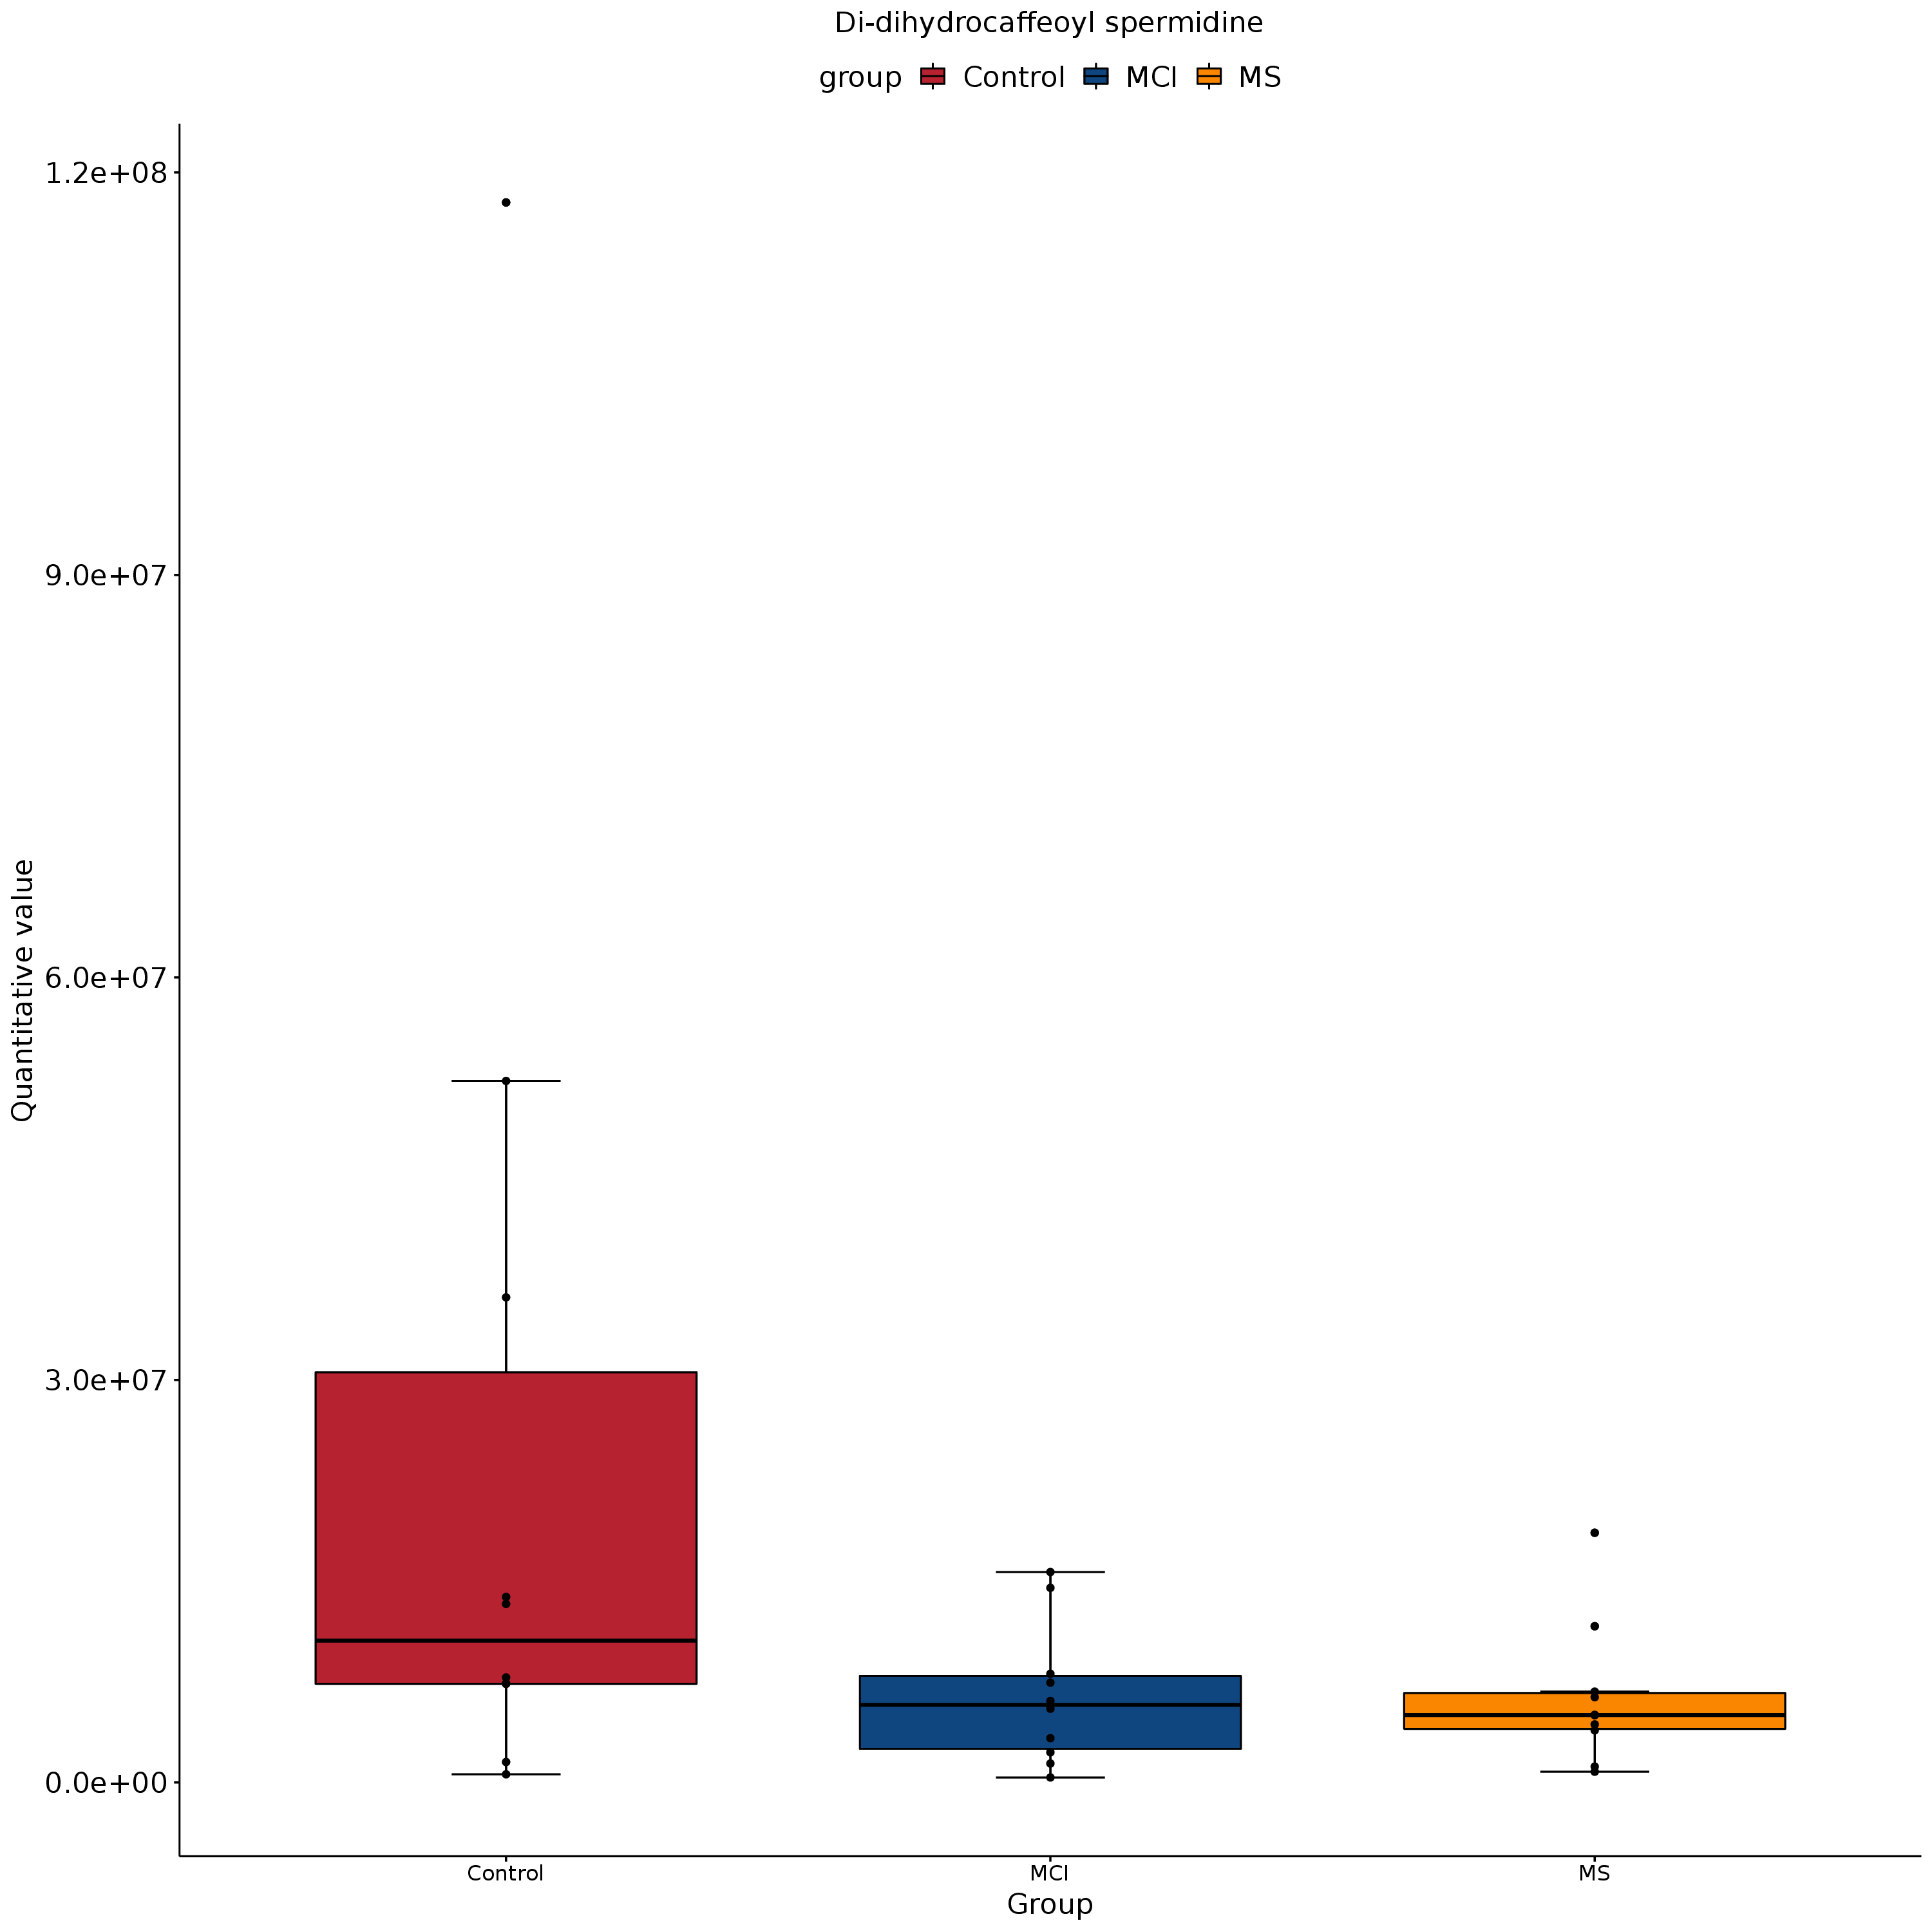 Di-dihydrocaffeoyl spermidine
group Control MCI MS
1.2e+08
9.0e+07
6.0e+07
3.0e+07
0.0e+00
Quantitative value
Control MCI MS
Group